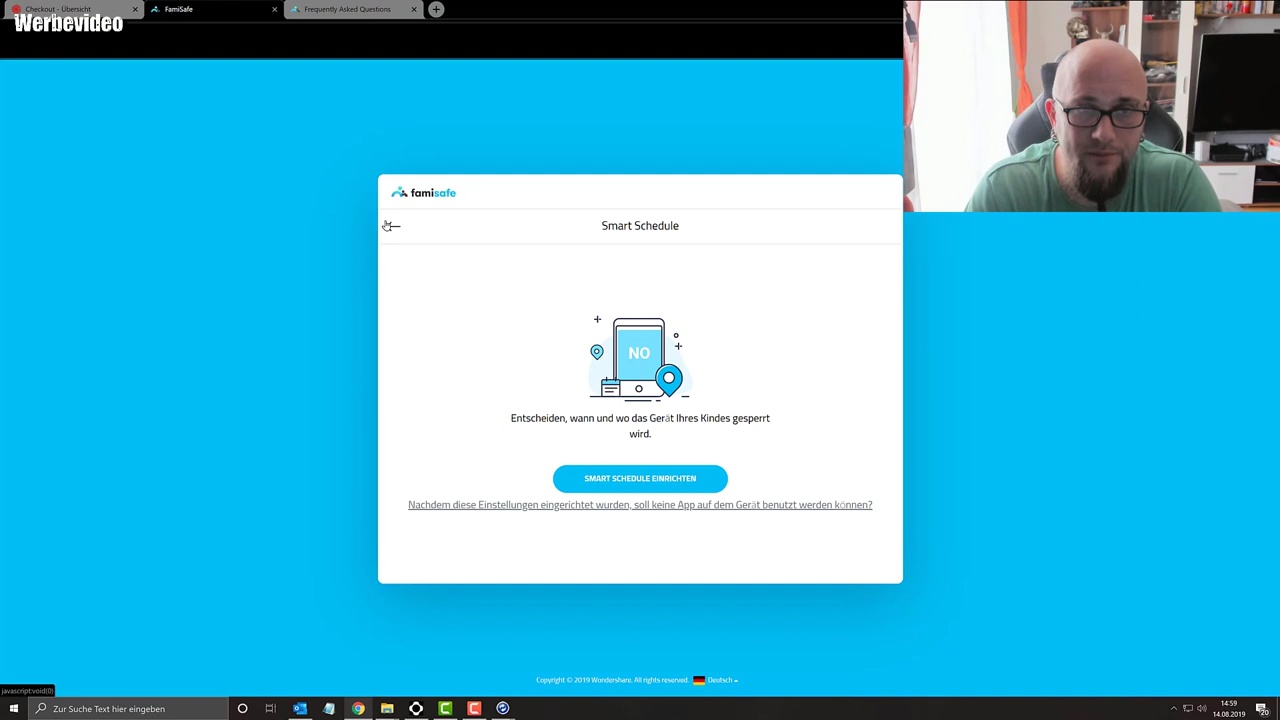 Checkout - Übersicht
FamiSafe
Frequently Asked Questions
Werbevideo
famisafe
Smart Schedule
NO
Entscheiden, wann und wo das Gerät Ihres Kindes gesperrt
wird.
SMART SCHEDULE EINRICHTEN
Nachdem diese Einstellungen eingerichtet wurden, soll keine App auf dem Gerät benutzt werden können?
Copyright © 2019 Wondershare. All rights reserved. Deutsch
javascript:void(0)
Zur Suche Text hier eingeben
14:59
14.08.2019
20